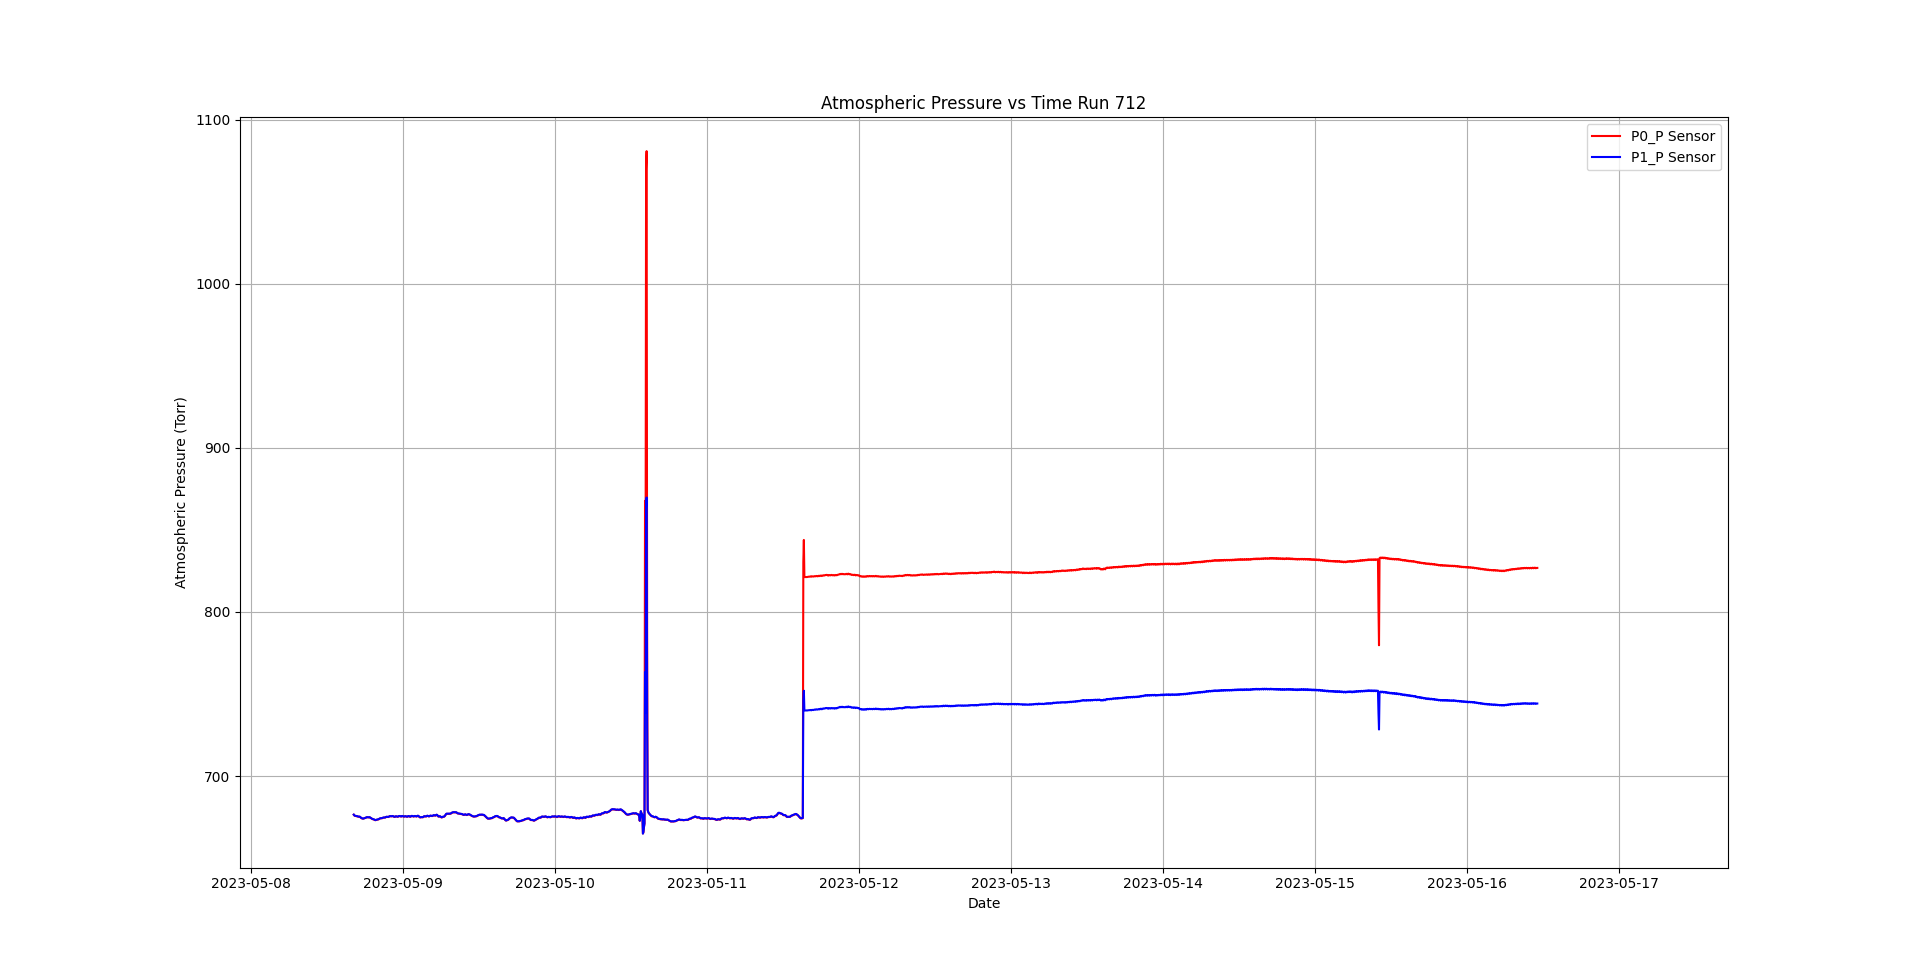 Atmospheric Pressure vs Time Run 712
1100
1000
900
800
700
Atmospheric Pressure (Torr)
P0_P Sensor
P1_P Sensor
2023-05-08 2023-05-09 2023-05-10 2023-05-11 2023-05-12 2023-05-13 2023-05-14 2023-05-15 2023-05-16 2023-05-17
Date